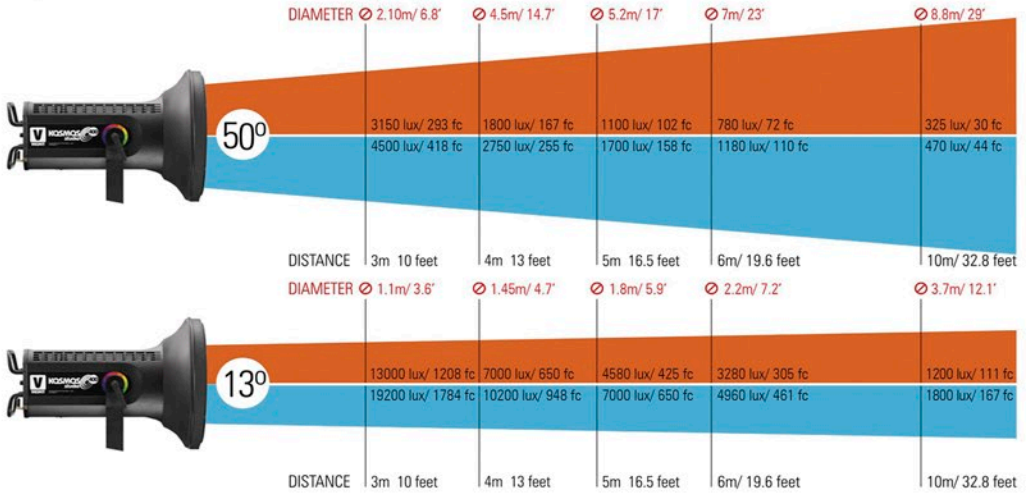 DIAMETER ⌀ 2.10m/ 6.8′ ⌀ 4.5m/ 14.7′ ⌀ 5.2m/ 17′ ⌀ 7m/ 23′ ⌀ 8.8m/ 29′
50º
3150 lux/ 293 fc 1800 lux/ 167 fc 1100 lux/ 102 fc 780 lux/ 72 fc 325 lux/ 30 fc
V KOSMOS
4500 lux/ 418 fc 2750 lux/ 255 fc 1700 lux/ 158 fc 1180 lux/ 110 fc 470 lux/ 44 fc
DISTANCE 3m 10 feet 4m 13 feet 5m 16.5 feet 6m/ 19.6 feet 10m/ 32.8 feet
DIAMETER ⌀ 1.1m/ 3.6′ ⌀ 1.45m/ 4.7′ ⌀ 1.8m/ 5.9′ ⌀ 2.2m/ 7.2′ ⌀ 3.7m/ 12.1′
13000 lux/ 1208 fc 7000 lux/ 650 fc 4580 lux/ 425 fc 3280 lux/ 305 fc 1200 lux/ 111 fc
V KOSMOS
13º
19200 lux/ 1784 fc 10200 lux/ 948 fc 7000 lux/ 650 fc 4960 lux/ 461 fc 1800 lux/ 167 fc
DISTANCE 3m 10 feet 4m 13 feet 5m 16.5 feet 6m/ 19.6 feet 10m/ 32.8 feet